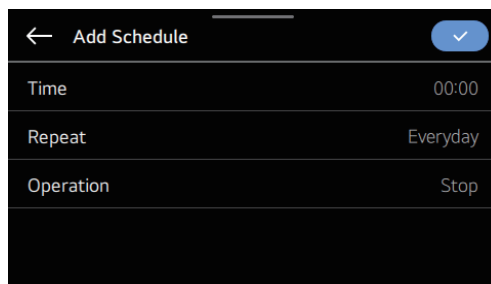 Add Schedule
Time 00:00
Repeat Everyday
Operation Stop